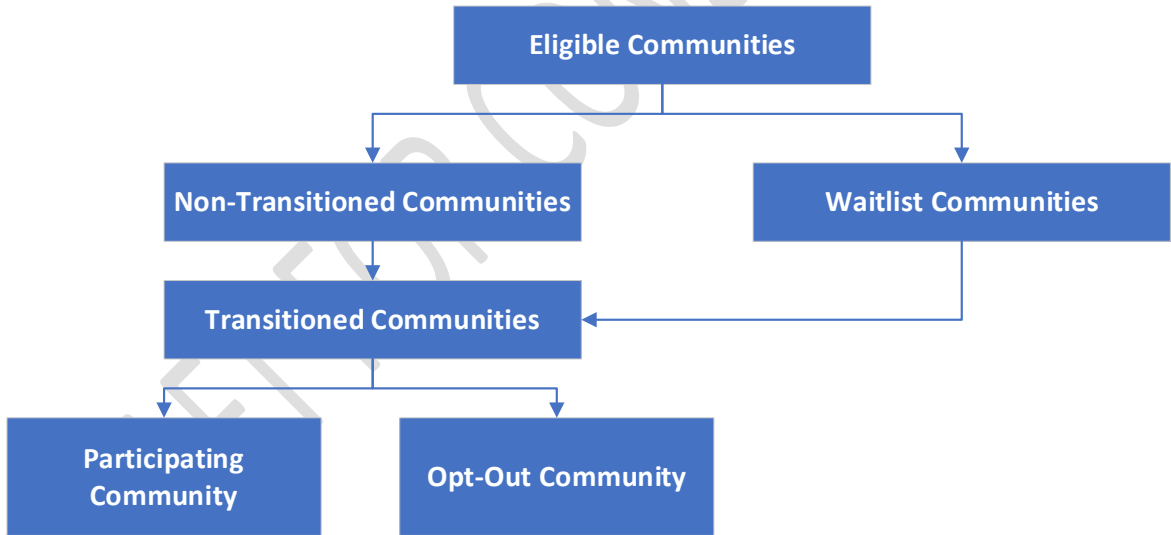 Eligible Communities
Non-Transitioned Communities
Waitlist Communities
Transitioned Communities
Participating
Community
Opt-Out Community